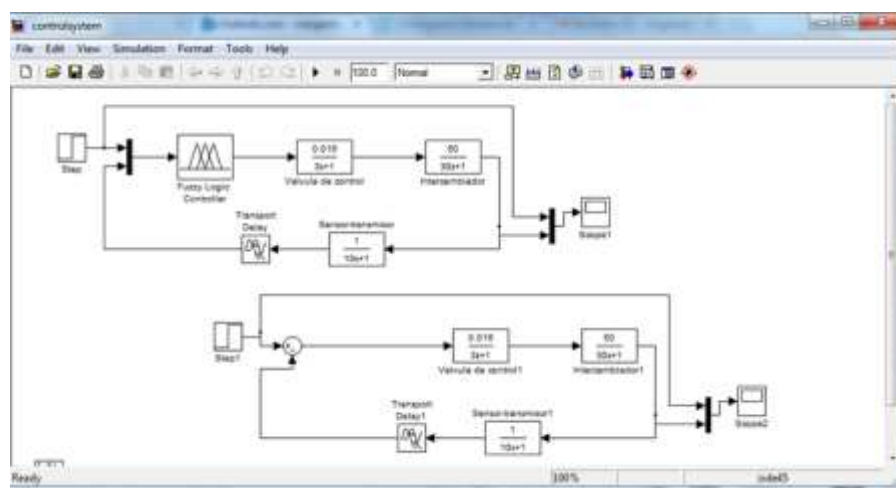 controlsystem
File Edit View Simulation Format Tools Help
100.0 Normal
Step
Fuzzy Logic
Controller
0.016
3s+1
Valvula de control
50
30s+1
Intercambiador
Scope1
Transport
Delay
Sensor-transmisor
1
10s+1
Step1
0.016
3s+1
Valvula de control1
50
30s+1
Intercambiador1
Scope2
Transport
Delay1
Sensor-transmisor1
1
10s+1
Ready
100%
ode45